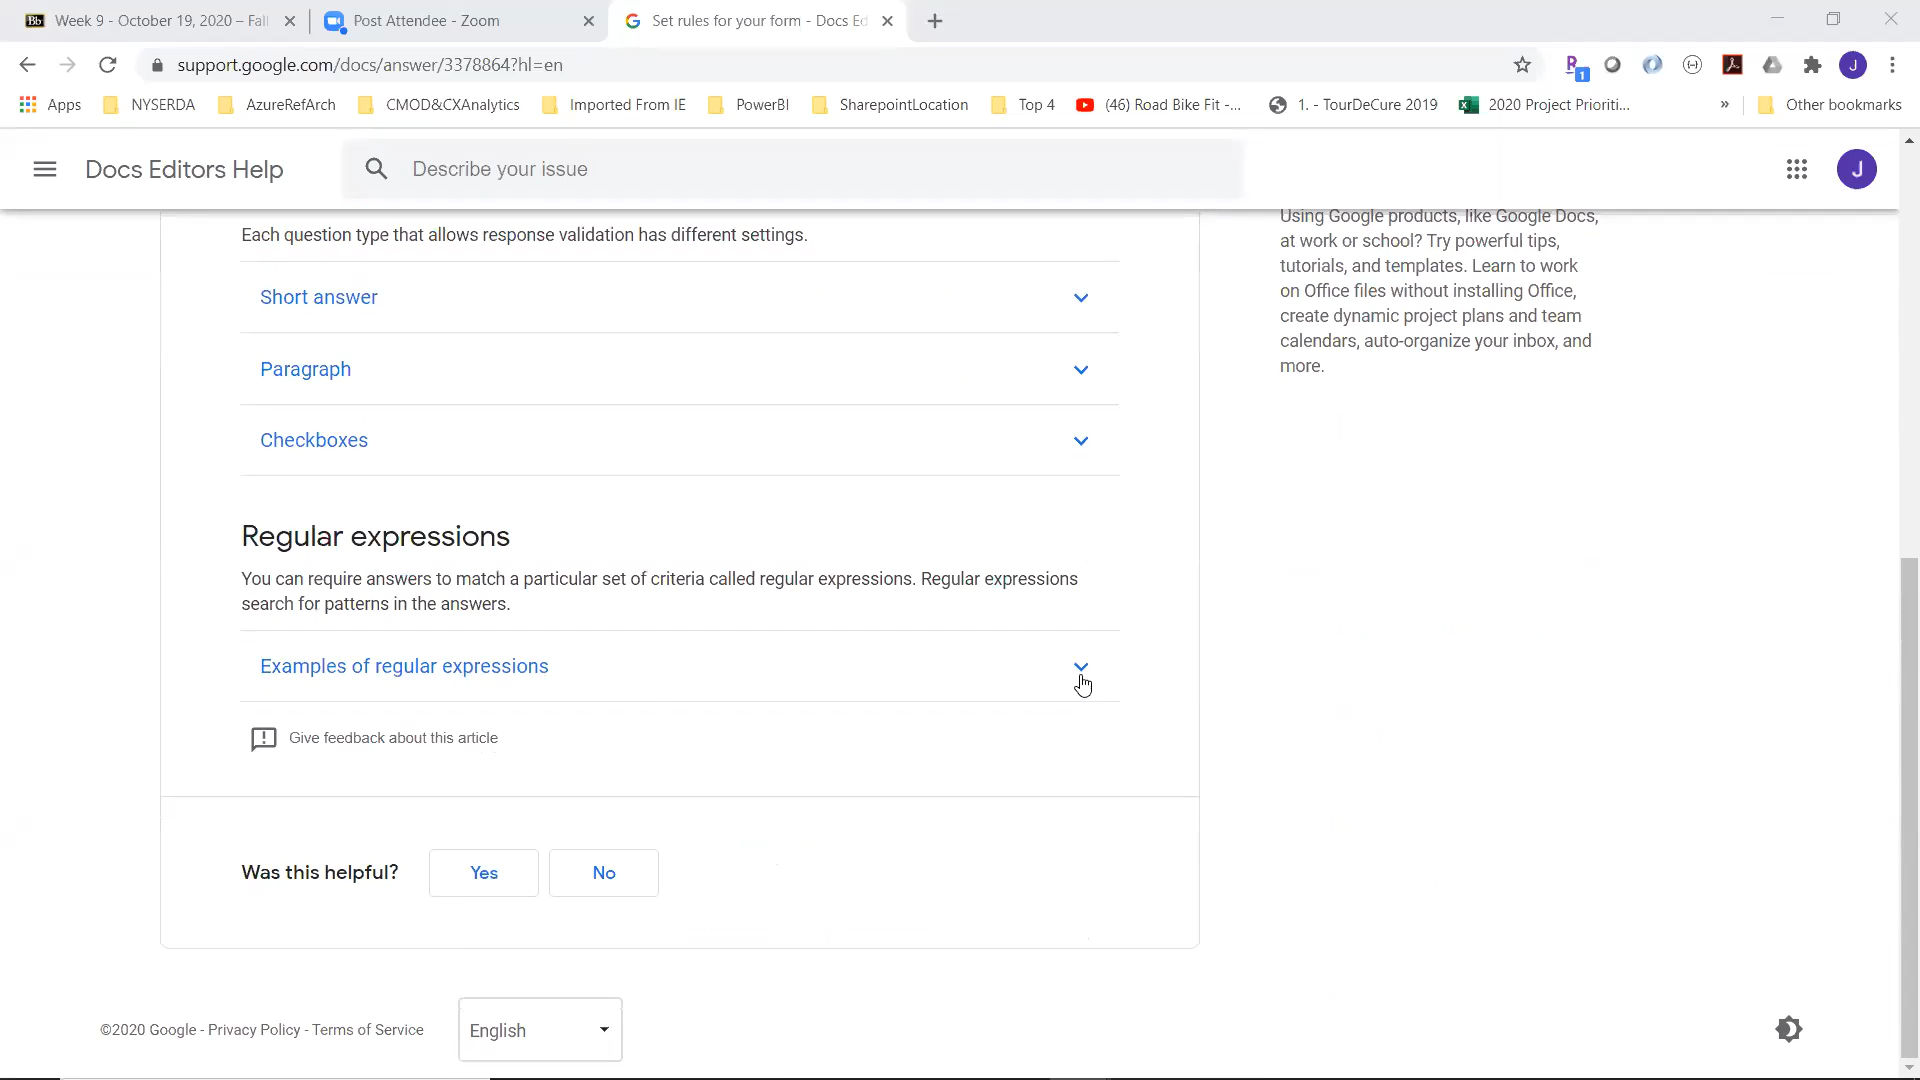 Bb Week 9 - October 19, 2020 – Fall
Post Attendee - Zoom
Set rules for your form - Docs Ed
support.google.com/docs/answer/3378864?hl=en
1
J
Apps
NYSERDA
AzureRefArch
CMOD&CXAnalytics
Imported From IE
PowerBI
SharepointLocation
Top 4
(46) Road Bike Fit -...
1. - TourDeCure 2019
2020 Project Prioriti...
»
Other bookmarks
Docs Editors Help
Describe your issue
J
Each question type that allows response validation has different settings.
Short answer
Paragraph
Checkboxes
Regular expressions
You can require answers to match a particular set of criteria called regular expressions. Regular expressions
search for patterns in the answers.
Examples of regular expressions
Give feedback about this article
Was this helpful?
Yes
No
Using Google products, like Google Docs,
at work or school? Try powerful tips,
tutorials, and templates. Learn to work
on Office files without installing Office,
create dynamic project plans and team
calendars, auto-organize your inbox, and
more.
©2020 Google - Privacy Policy - Terms of Service
English